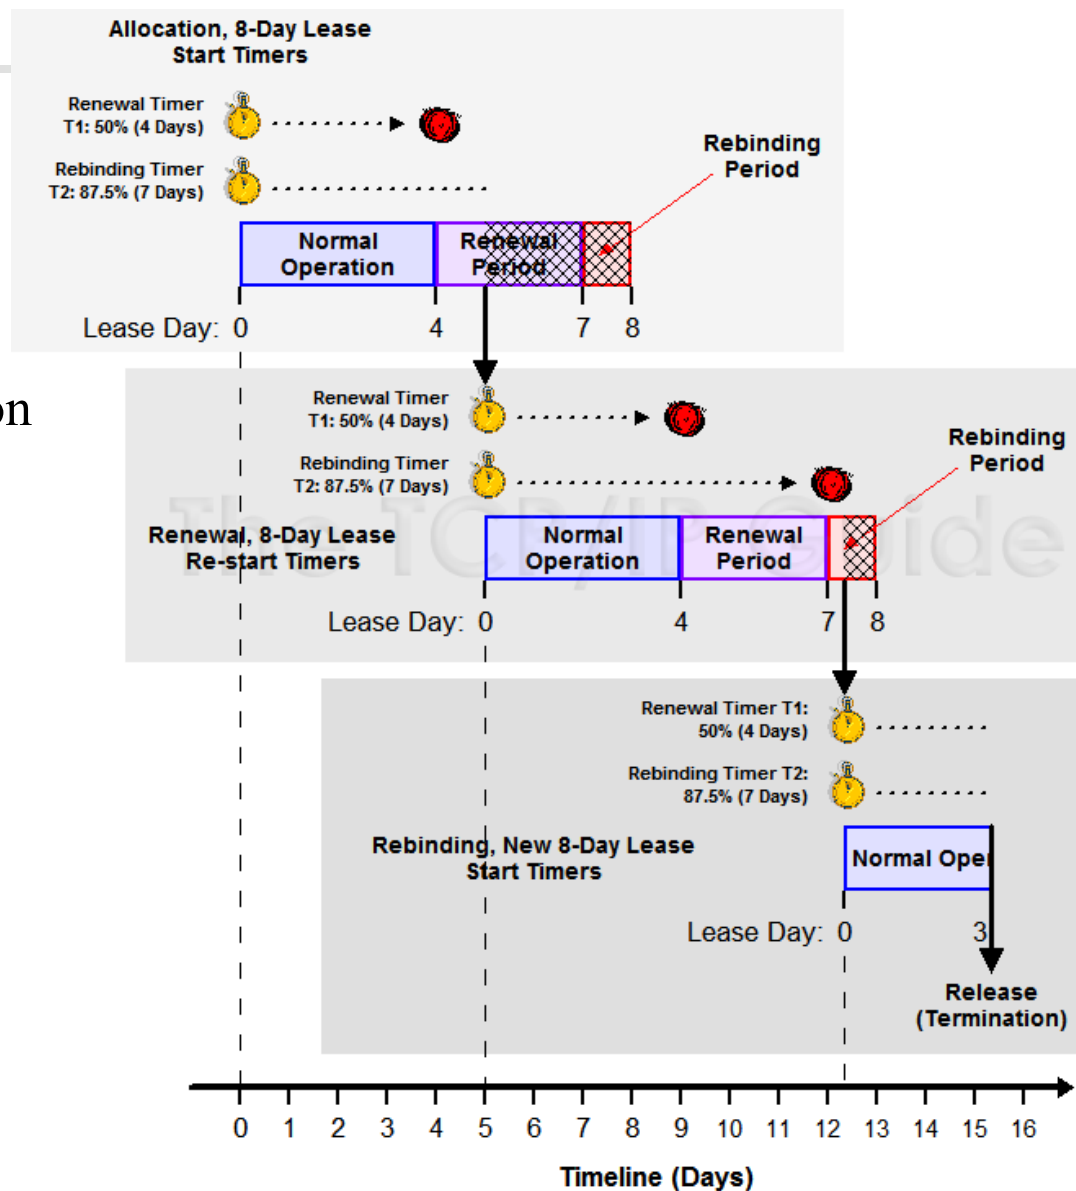 Allocation, 8-Day Lease
Start Timers
Renewal Timer
T1: 50% (4 Days)
Rebinding Timer
T2: 87.5% (7 Days)
Rebinding
Period
Normal
Operation
Renewal
Period
Lease Day: 0 4 7 8
on
Renewal Timer
T1: 50% (4 Days)
Rebinding Timer
T2: 87.5% (7 Days)
Rebinding
Period
The TCP/IP Guide
Renewal, 8-Day Lease
Re-start Timers
Normal
Operation
Renewal
Period
Lease Day: 0 4 7 8
Renewal Timer T1:
50% (4 Days)
Rebinding Timer T2:
87.5% (7 Days)
Rebinding, New 8-Day Lease
Start Timers
Normal Oper
Lease Day: 0 3
Release
(Termination)
0 1 2 3 4 5 6 7 8 9 10 11 12 13 14 15 16
Timeline (Days)